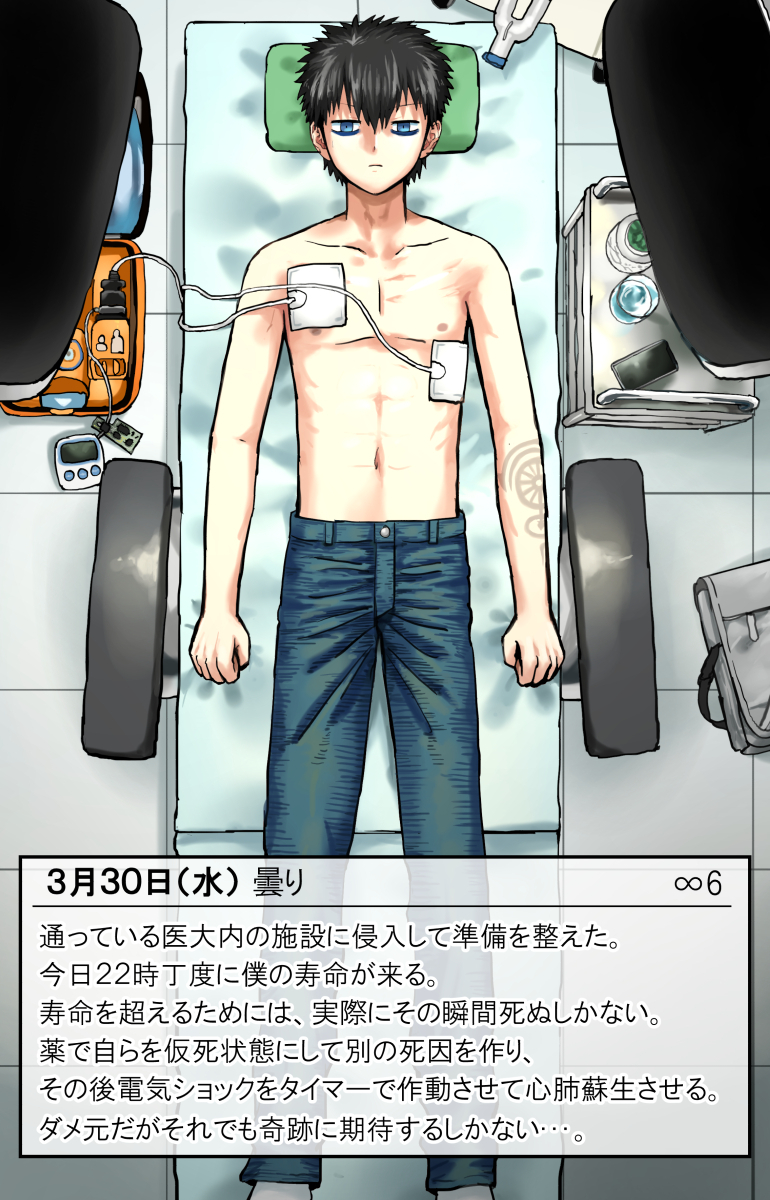 3月30日(水) 曇り ∞6
通っている医大内の施設に侵入して準備を整えた。
今日22時丁度に僕の寿命が来る。
寿命を超えるためには、実際にその瞬間死ぬしかない。
薬で自らを仮死状態にして別の死因を作り、
その後電気ショックをタイマーで作動させて心肺蘇生させる。
ダメ元だがそれでも奇跡に期待するしかない…。